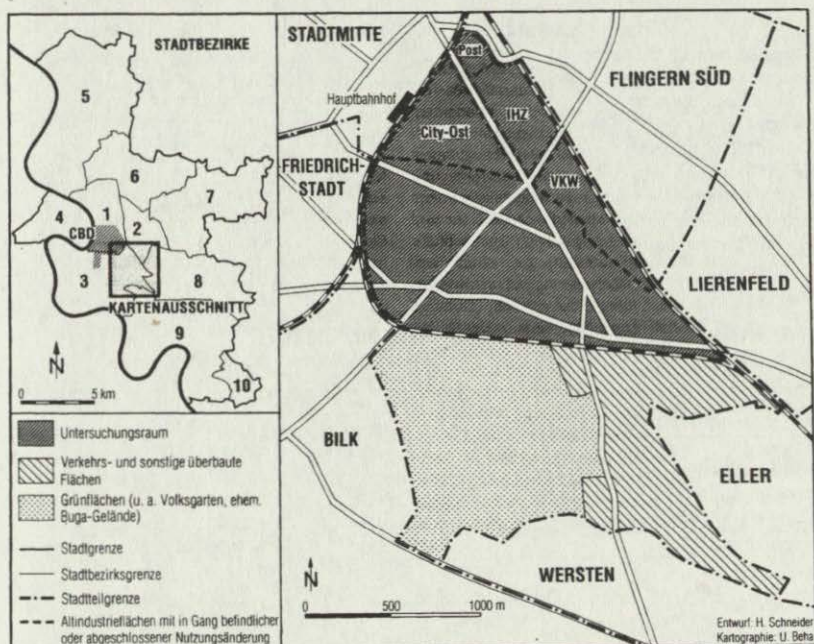 STADTBEZIRKE
5
6
7
4
1
2
CBD
3
8
KARTENAUSSCHNITT
9
N
10
0 5 km
Untersuchungsraum
Verkehrs- und sonstige überbaute
Flächen
Grünflächen (u. a. Volksgarten, ehem.
Buga-Gelände)
Stadtgrenze
Stadtbezirksgrenze
Stadtteilgrenze
Altindustrieflächen mit in Gang befindlicher
oder abgeschlossener Nutzungsänderung
STADTMITTE
Post
FLINGERN SÜD
Hauptbahnhof
IHZ
City-Ost
FRIEDRICH-
STADT
VKW
LIERENFELD
BILK
ELLER
WERSTEN
N
0 500 1000 m
Entwurf: H. Schneider
Kartographie: U. Beha